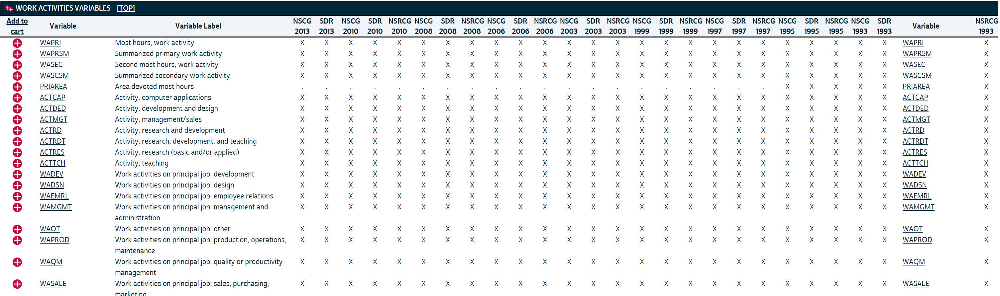 WORK ACTIVITIES VARIABLES [TOP]
Add to cart Variable Variable Label NSCG 2013 SDR 2013 NSCG 2010 SDR 2010 NSRCG 2010 NSCG 2008 SDR 2008 NSRCG 2008 NSCG 2006 SDR 2006 NSRCG 2006 NSCG 2003 SDR 2003 NSRCG 2003 NSCG 1999 SDR 1999 NSRCG 1999 NSCG 1997 SDR 1997 NSRCG 1997 NSCG 1995 SDR 1995 NSRCG 1995 NSCG 1993 SDR 1993 Variable NSRCG 1993
WAPRI Most hours, work activity X X X X X X X X X X X X X X X X X X X X X X X X X WAPRI X
WAPRSM Summarized primary work activity X X X X X X X X X X X X X X X X X X X X X X X X X WAPRSM X
WASEC Second most hours, work activity X X X X X X X X X X X X X X X X X X X X X X X X X WASEC X
WASCSM Summarized secondary work activity X X X X X X X X X X X X X X X X X X X X X X X X X WASCSM X
PRIAREA Area devoted most hours . . . . . . . . . . . . . . . . . . . . X X X X X PRIAREA X
ACTCAP Activity, computer applications X X X X X X X X X X X X X X X X X X X X X X X X X ACTCAP X
ACTDED Activity, development and design X X X X X X X X X X X X X X X X X X X X X X X X X ACTDED X
ACTMGT Activity, management/sales X X X X X X X X X X X X X X X X X X X X X X X X X ACTMGT X
ACTRD Activity, research and development X X X X X X X X X X X X X X X X X X X X X X X X X ACTRD X
ACTRDT Activity, research, development, and teaching X X X X X X X X X X X X X X X X X X X X X X X X X ACTRDT X
ACTRES Activity, research (basic and/or applied) X X X X X X X X X X X X X X X X X X X X X X X X X ACTRES X
ACTTCH Activity, teaching X X X X X X X X X X X X X X X X X X X X X X X X X ACTTCH X
WADEV Work activities on principal job: development X X X X X X X X X X X X X X X X X X X X X X X X X WADEV X
WADSN Work activities on principal job: design X X X X X X X X X X X X X X X X X X X X X X X X X WADSN X
WAEMRL Work activities on principal job: employee relations X X X X X X X X X X X X X X X X X X X X X X X X X WAEMRL X
WAMGMT Work activities on principal job: management and X X X X X X X X X X X X X X X X X X X X X X X X X WAMGMT X
administration
WAOT Work activities on principal job: other X X X X X X X X X X X X X X X X X X X X X X X X X WAOT X
WAPROD Work activities on principal job: production, operations, X X X X X X X X X X X X X X X X X X X X X X X X X WAPROD X
maintenance
WAQM Work activities on principal job: quality or productivity X X X X X X X X X X X X X X X X X X X X X X X X X WAQM X
management
WASALE Work activities on principal job: sales, purchasing, X X X X X X X X X X X X X X X X X X X X X X X X X WASALE X
marketing